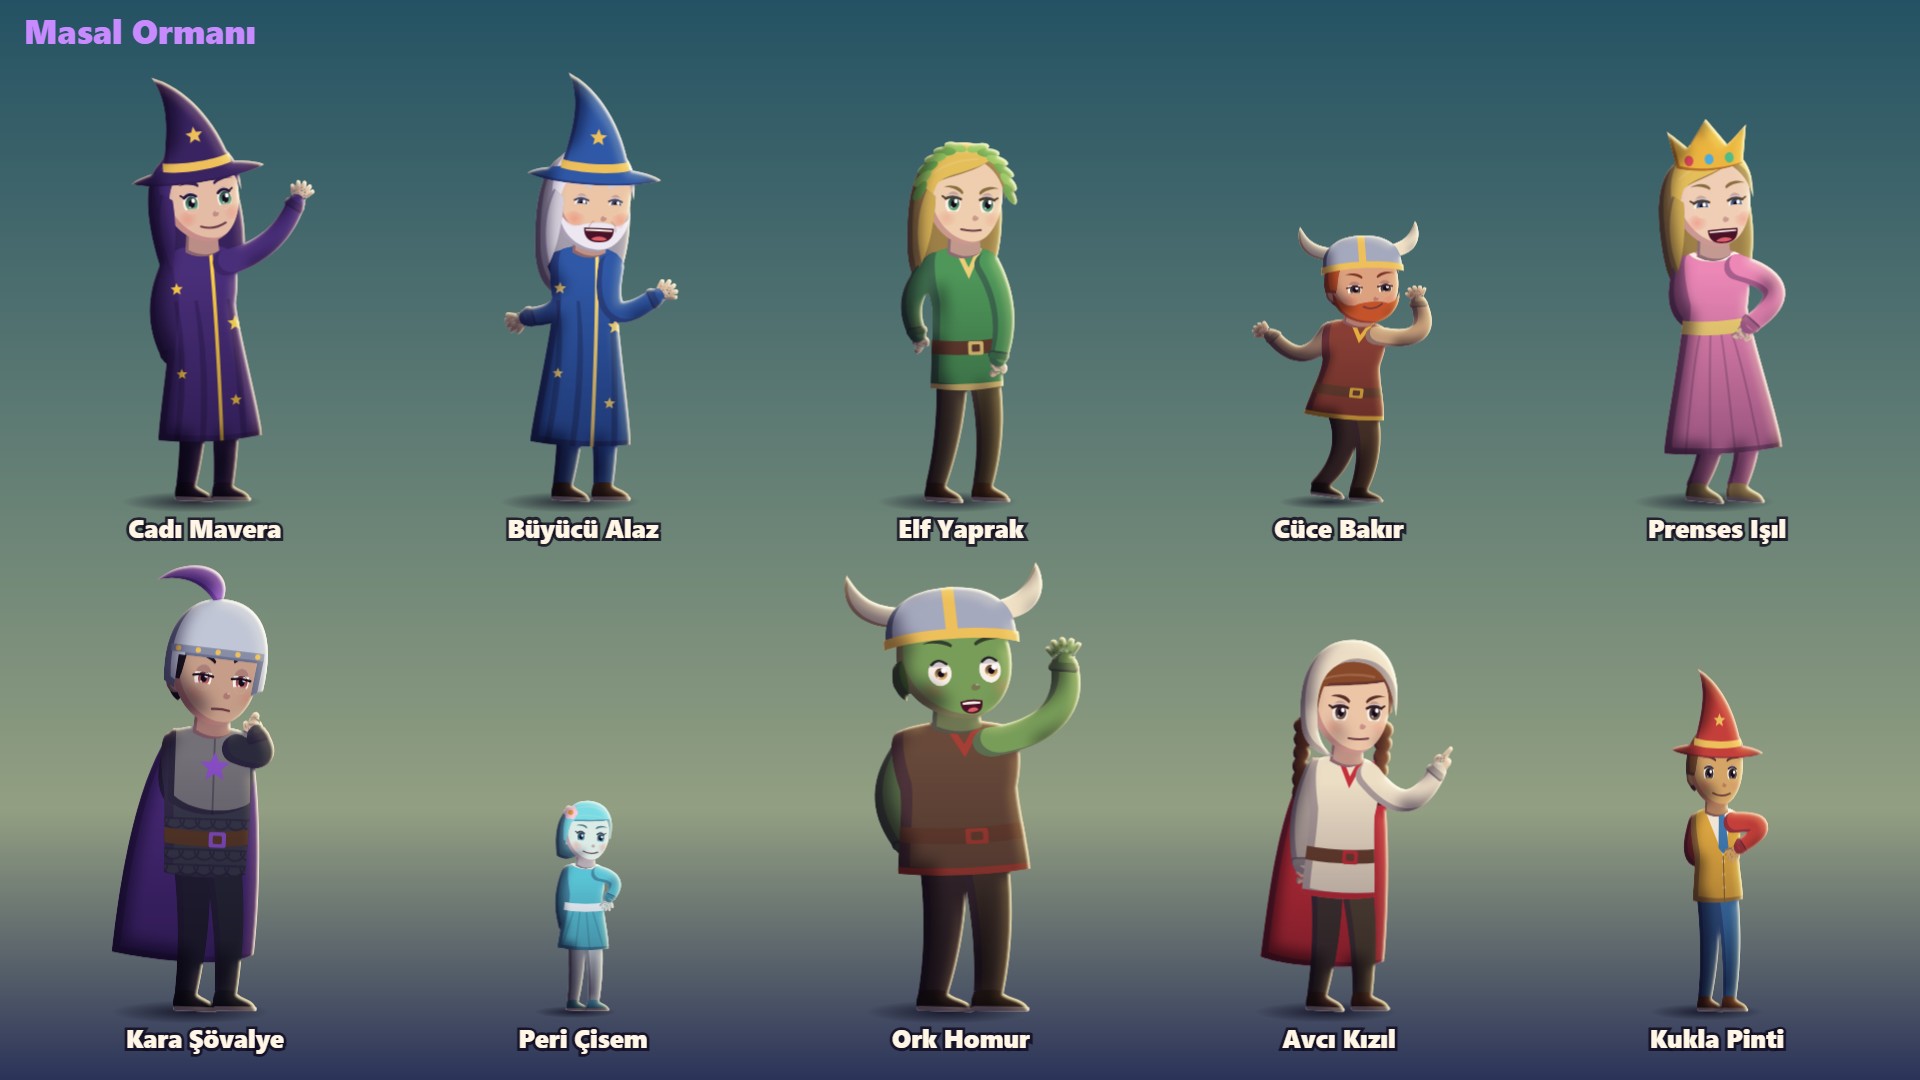 Masal Ormanı
Cadı Mavera
Büyücü Alaz
Elf Yaprak
Cüce Bakır
Prenses Işıl
Kara Şövalye
Peri Çisem
Ork Homur
Avcı Kızıl
Kukla Pinti